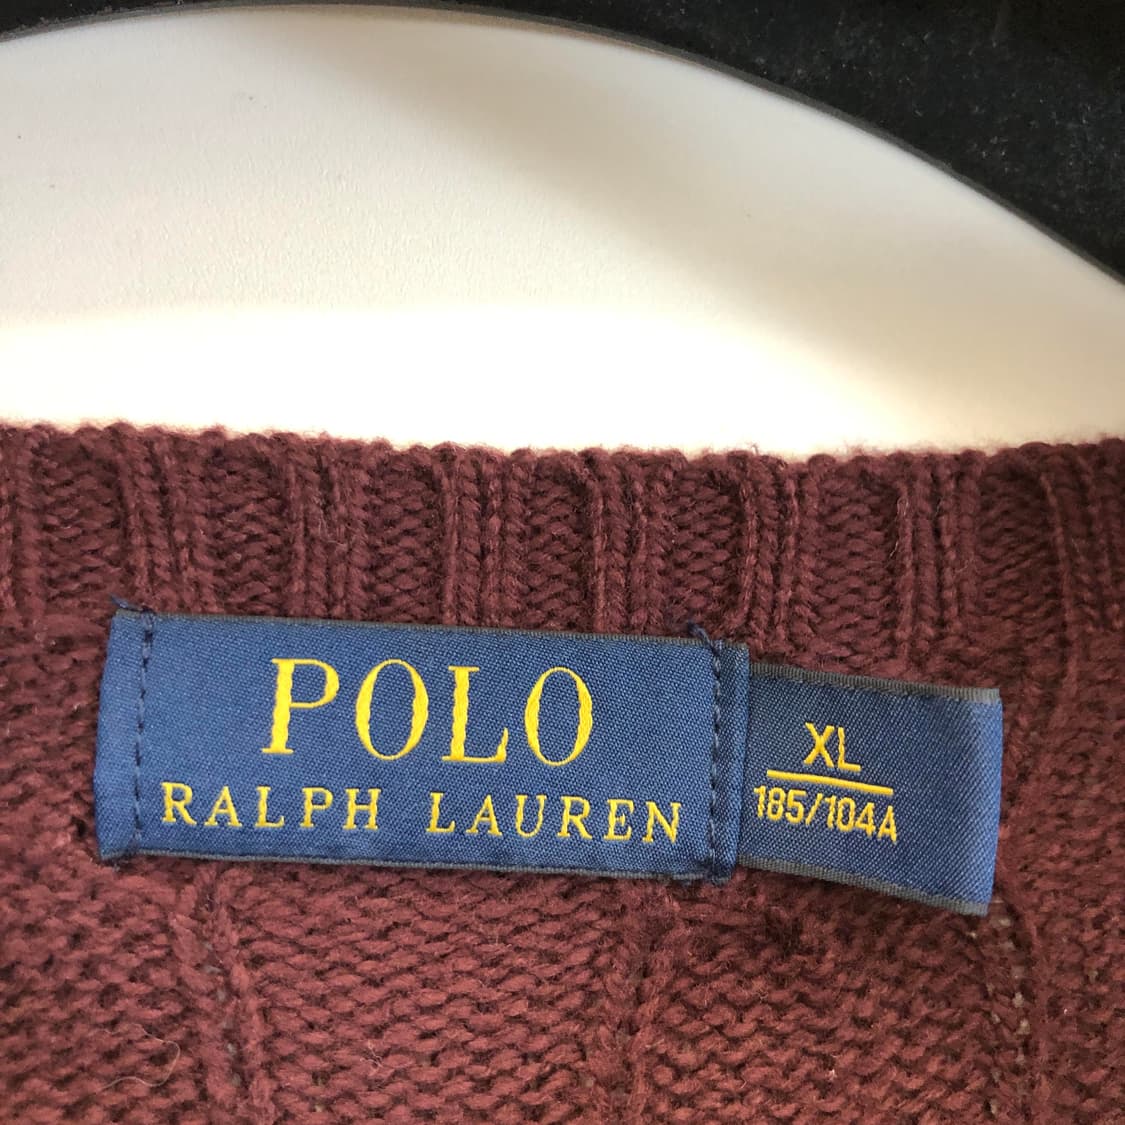 POLO
RALPH LAUREN
XL
185/104A